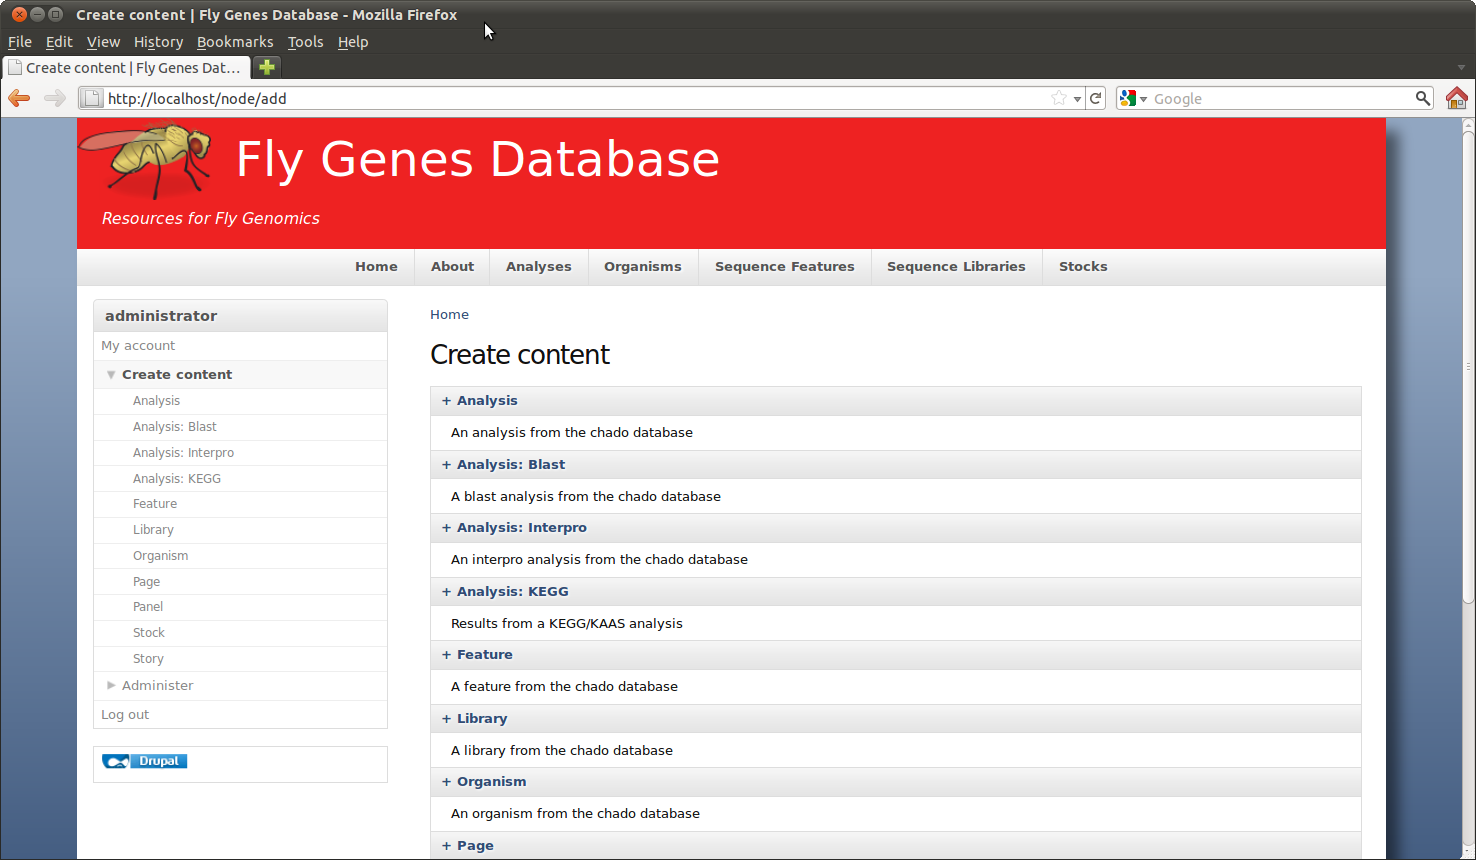 Create content | Fly Genes Database - Mozilla Firefox
File Edit View History Bookmarks Tools Help
Create content | Fly Genes Dat...
http://localhost/node/add
Google
Fly Genes Database
Resources for Fly Genomics
Home About Analyses Organisms Sequence Features Sequence Libraries Stocks
administrator
My account
Create content
Analysis
Analysis: Blast
Analysis: Interpro
Analysis: KEGG
Feature
Library
Organism
Page
Panel
Stock
Story
Administer
Log out
Drupal
Home
Create content
+ Analysis
An analysis from the chado database
+ Analysis: Blast
A blast analysis from the chado database
+ Analysis: Interpro
An interpro analysis from the chado database
+ Analysis: KEGG
Results from a KEGG/KAAS analysis
+ Feature
A feature from the chado database
+ Library
A library from the chado database
+ Organism
An organism from the chado database
+ Page